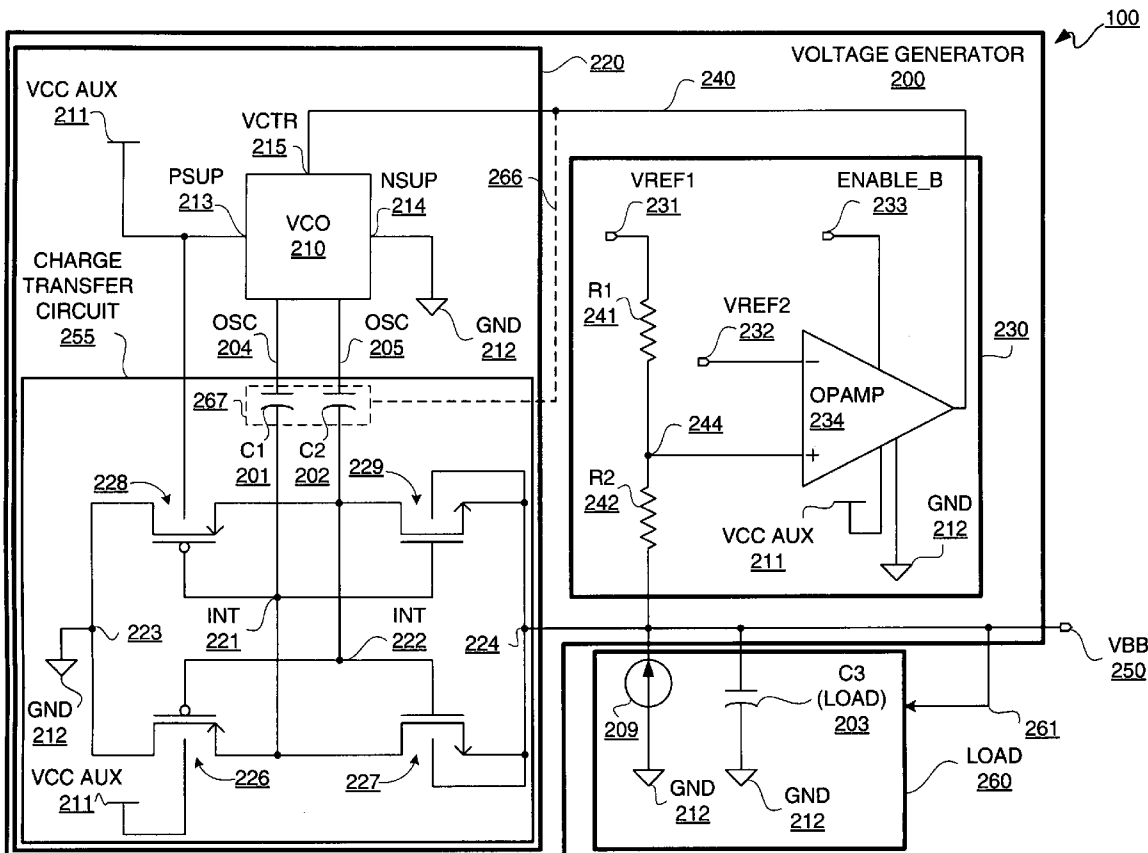 100
VOLTAGE GENERATOR
200
220
VCC AUX
211
VCTR
215
240
PSUP
213
NSUP
214
VCO
210
266
VREF1
231
ENABLE_B
233
CHARGE
TRANSFER
CIRCUIT
255
OSC
204
OSC
205
GND
212
R1
241
VREF2
232
230
267
C1
201
C2
202
OPAMP
234
−
+
244
228
229
R2
242
VCC AUX
211
GND
212
INT
221
INT
222
223
224
VBB
250
GND
212
C3
(LOAD)
203
209
261
VCC AUX
211
226
227
GND
212
GND
212
LOAD
260